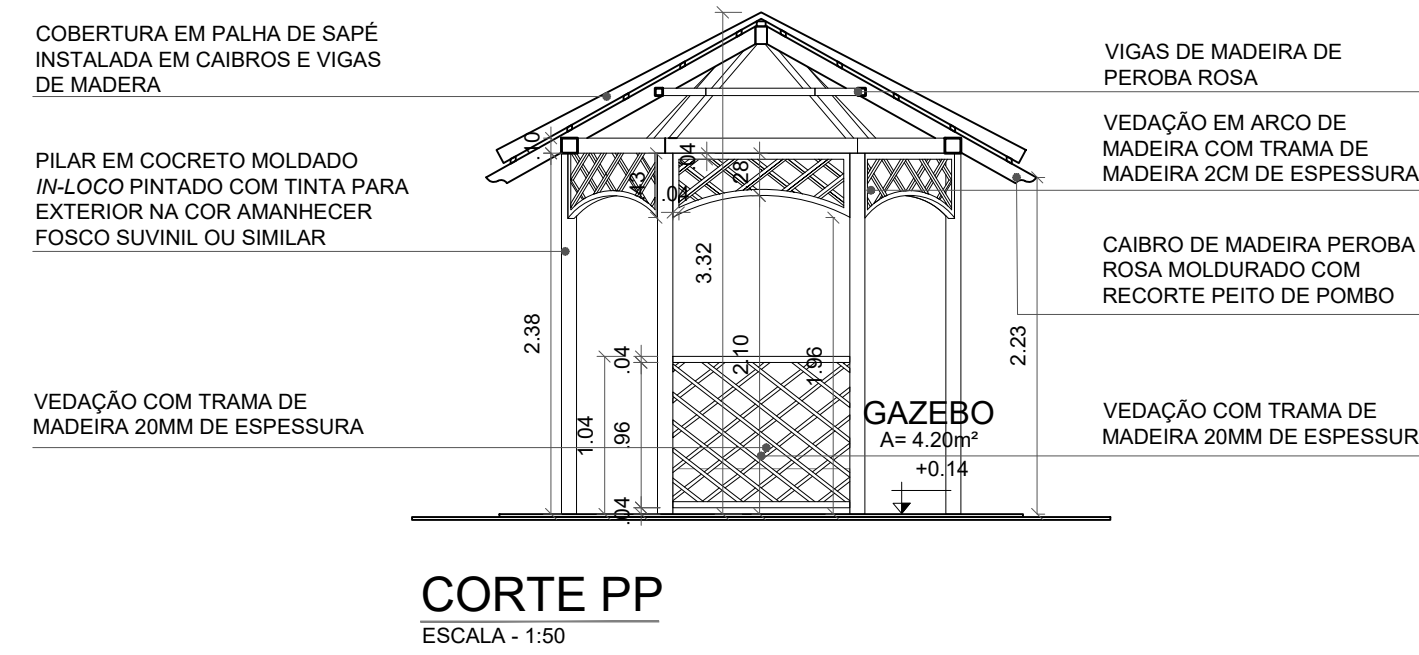 COBERTURA EM PALHA DE SAPÉ
INSTALADA EM CAIBROS E VIGAS
DE MADERA
PILAR EM COCRETO MOLDADO
IN-LOCO PINTADO COM TINTA PARA
EXTERIOR NA COR AMANHECER
FOSCO SUVINIL OU SIMILAR
VEDAÇÃO COM TRAMA DE
MADEIRA 20MM DE ESPESSURA
.10
.43
.04
.04
.28
3.32
2.38
2.10
1.96
2.23
.04
1.04
.96
.04
GAZEBO
A= 4.20m²
+0.14
VIGAS DE MADEIRA DE
PEROBA ROSA
VEDAÇÃO EM ARCO DE
MADEIRA COM TRAMA DE
MADEIRA 2CM DE ESPESSURA
CAIBRO DE MADEIRA PEROBA
ROSA MOLDURADO COM
RECORTE PEITO DE POMBO
VEDAÇÃO COM TRAMA DE
MADEIRA 20MM DE ESPESSUR
CORTE PP
ESCALA - 1:50